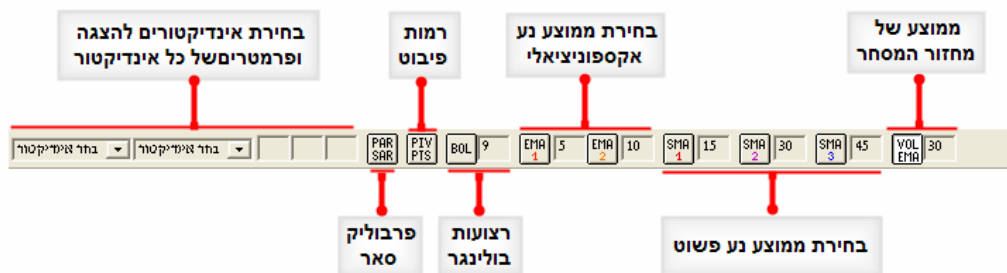 בחירת אינדיקטורים להצגה
ופרמטריםשל כל אינדיקטור
רמות
פיבוט
בחירת ממוצע נע
אקספוניציאלי
ממוצע של
מחזור המסחר
בחר אינדיקטור
בחר אינדיקטור
PAR
SAR
PIV
PTS
BOL
9
EMA
1
5
EMA
2
10
SMA
1
15
SMA
2
30
SMA
3
45
VOL
EMA
30
פרבוליק
סאר
רצועות
בולינגר
בחירת ממוצע נע פשוט